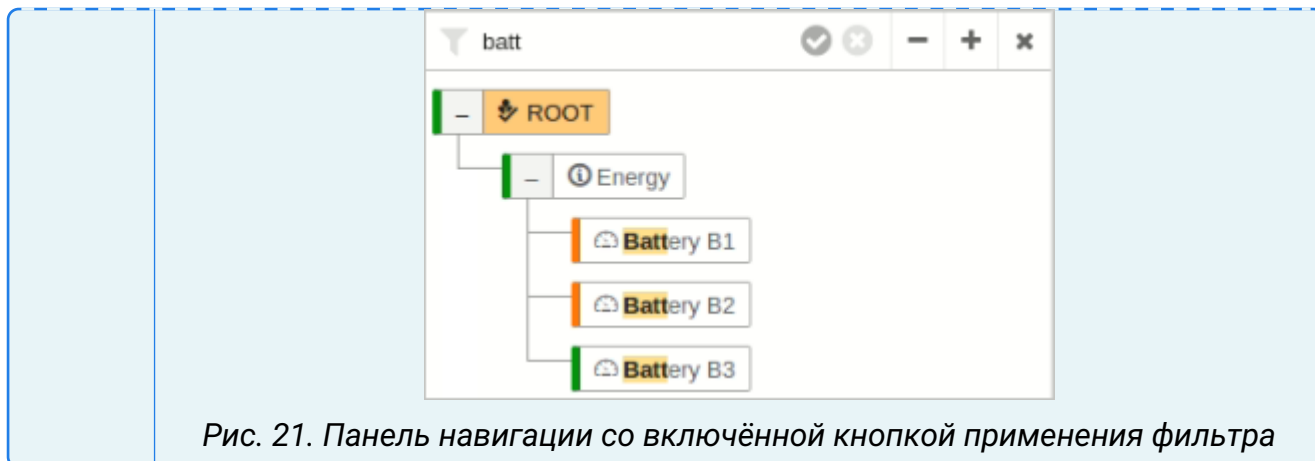 batt
ROOT
Energy
Battery B1
Battery B2
Battery B3
Рис. 21. Панель навигации со включённой кнопкой применения фильтра